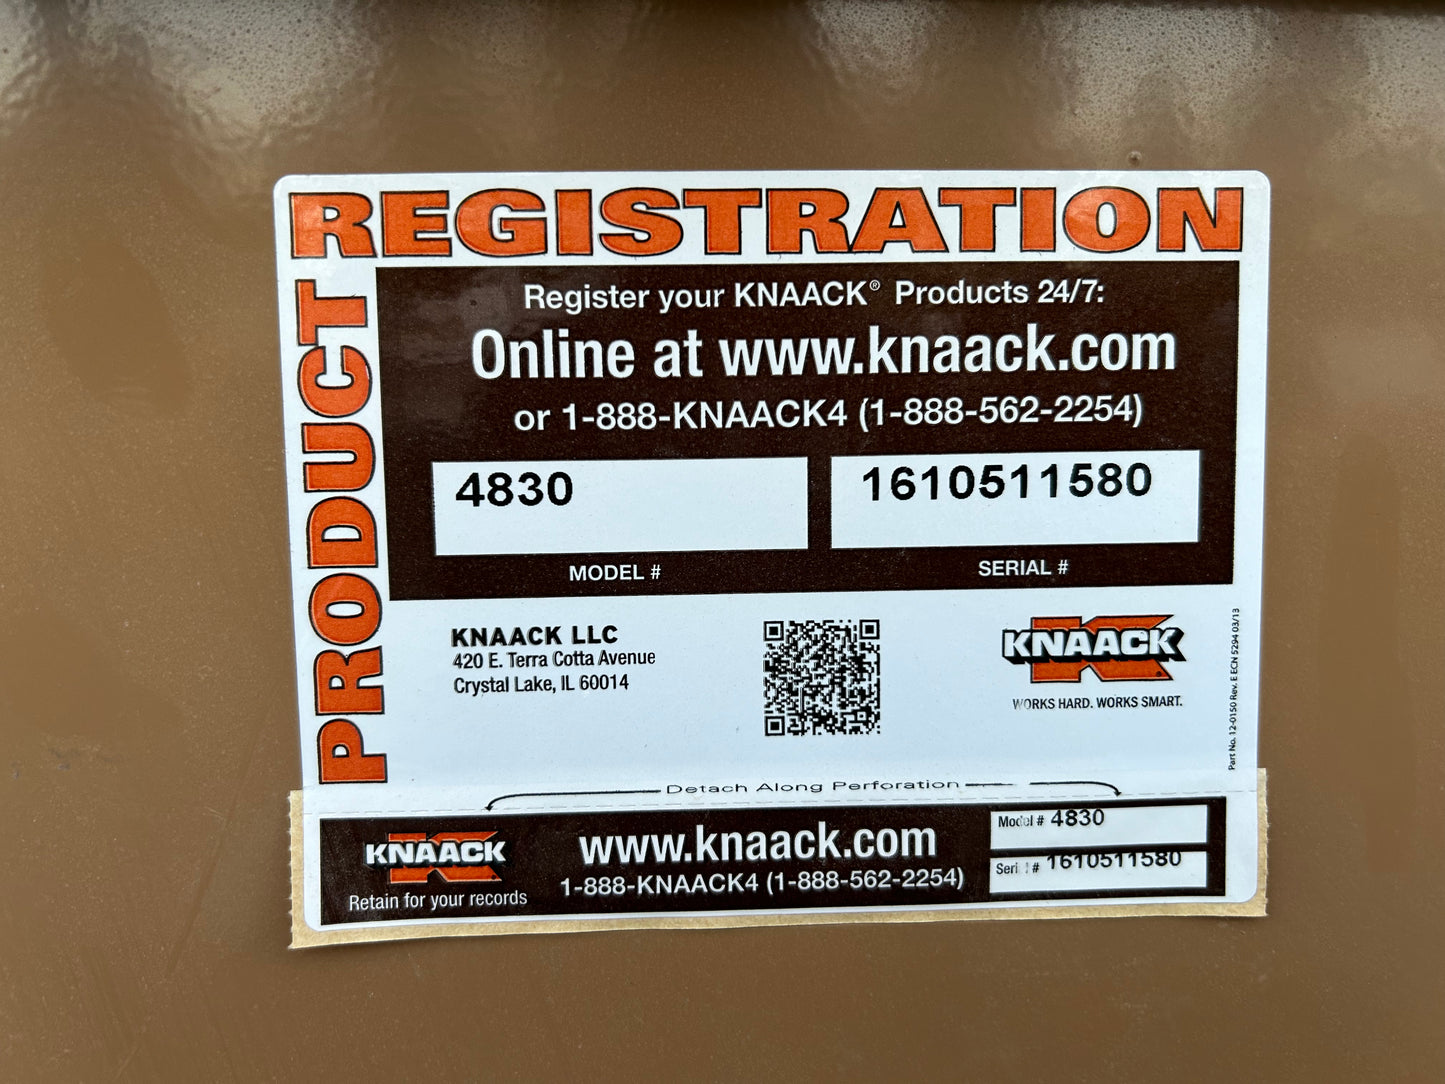 PRODUCT REGISTRATION
Register your KNAACK® Products 24/7:
Online at www.knaack.com
or 1-888-KNAACK4 (1-888-562-2254)
4830
MODEL #
1610511580
SERIAL #
KNAACK LLC
420 E. Terra Cotta Avenue
Crystal Lake, IL 60014
KNAACK
WORKS HARD. WORKS SMART.
Part No. 12-0150 Rev. E ECN 5294 03/13
Detach Along Perforation
KNAACK
Retain for your records
www.knaack.com
1-888-KNAACK4 (1-888-562-2254)
Model # 4830
Serial # 1610511580